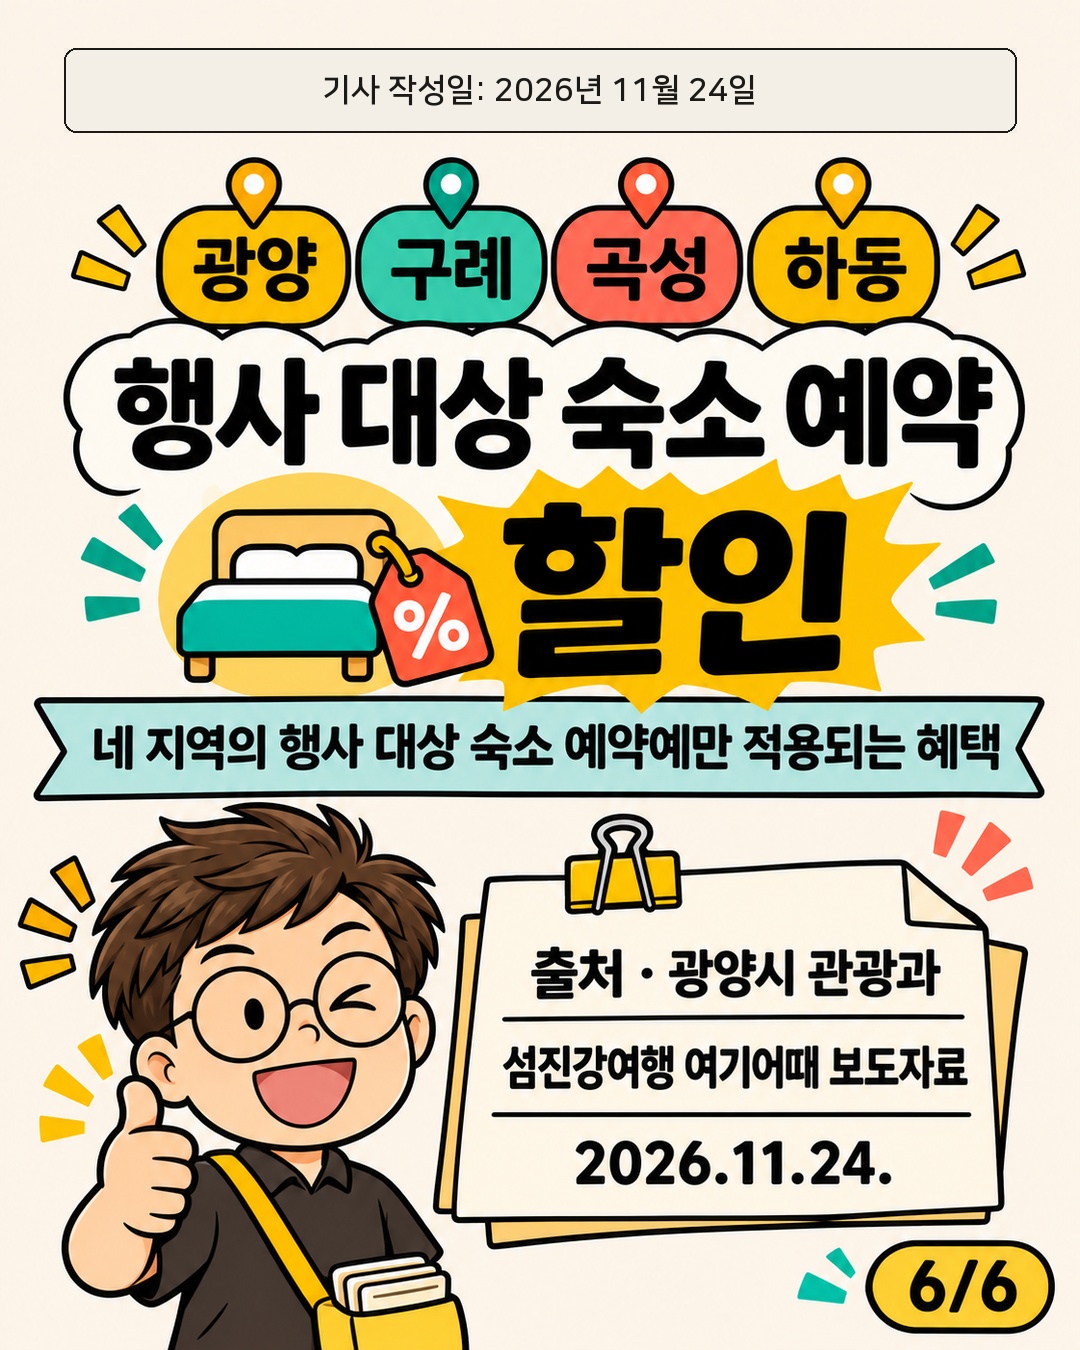 기사 작성일: 2026년 11월 24일
광양 구례 곡성 하동
행사 대상 숙소 예약
%
할인
네 지역의 행사 대상 숙소 예약예만 적용되는 혜택
출처 · 광양시 관광과
섬진강여행 여기어때 보도자료
2026.11.24.
6/6